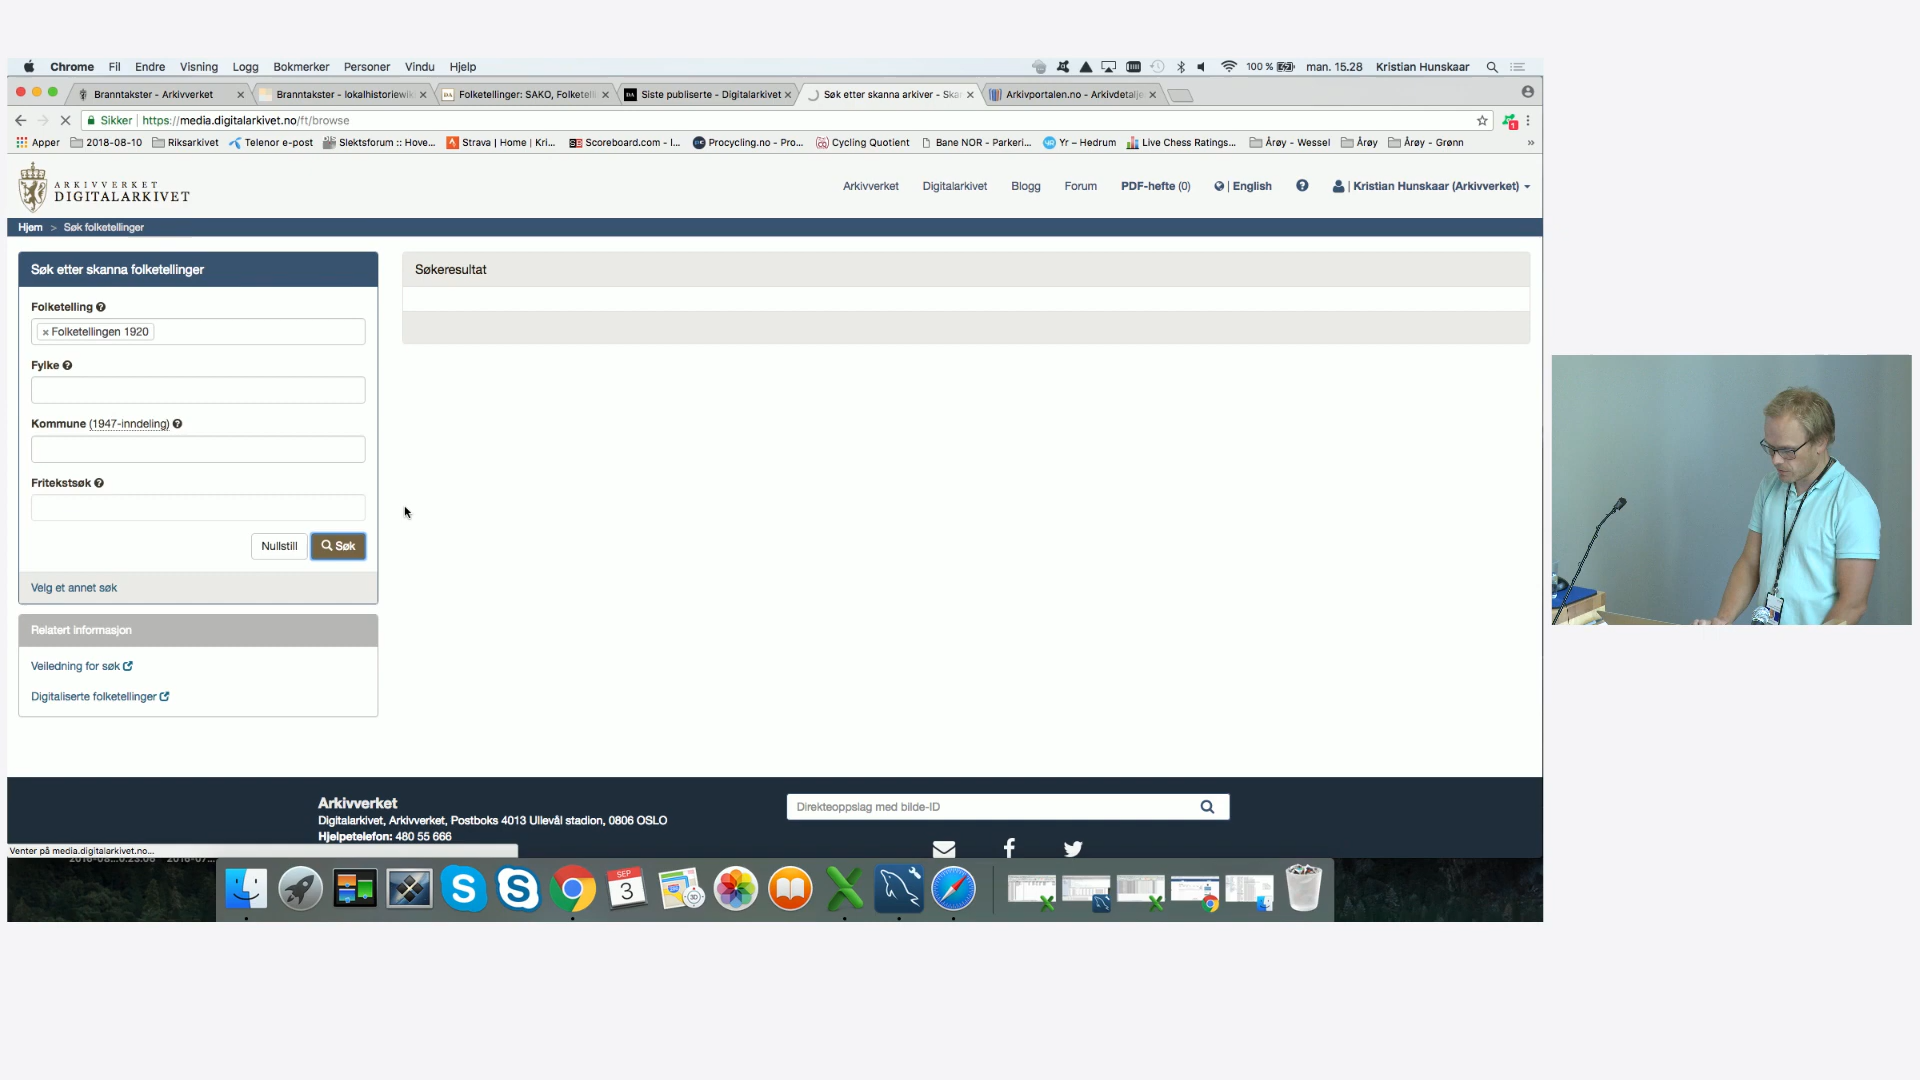 Chrome Fil Endre Visning Logg Bokmerker Personer Vindu Hjelp 100 % man. 15.28 Kristian Hunskaar
Branntakster - Arkivverket Branntakster - lokalhistoriewi Folketellinger: SAKO, Folketell Siste publiserte - Digitalarkivet Søk etter skanna arkiver - Ska Arkivportalen.no - Arkivdetalje
Sikker https://media.digitalarkivet.no/ft/browse
Apper 2018-08-10 Riksarkivet Telenor e-post Slektsforum :: Hove... Strava | Home | Kri... Scoreboard.com - l... Procycling.no - Pro... Cycling Quotient Bane NOR - Parkeri... Yr – Hedrum Live Chess Ratings... Årøy - Wessel Årøy Årøy - Grønn »
ARKIVVERKET
DIGITALARKIVET
Arkivverket Digitalarkivet Blogg Forum PDF-hefte (0) | English | Kristian Hunskaar (Arkivverket)
Hjem > Søk folketellinger
Søk etter skanna folketellinger
Søkeresultat
Folketelling
× Folketellingen 1920
Fylke
Kommune (1947-inndeling)
Fritekstsøk
Nullstill Søk
Velg et annet søk
Relatert informasjon
Veiledning for søk
Digitaliserte folketellinger
Arkivverket
Digitalarkivet, Arkivverket, Postboks 4013 Ullevål stadion, 0806 OSLO
Hjelpetelefon: 480 55 666
Direkteoppslag med bilde-ID
Venter på media.digitalarkivet.no...
SEP
3